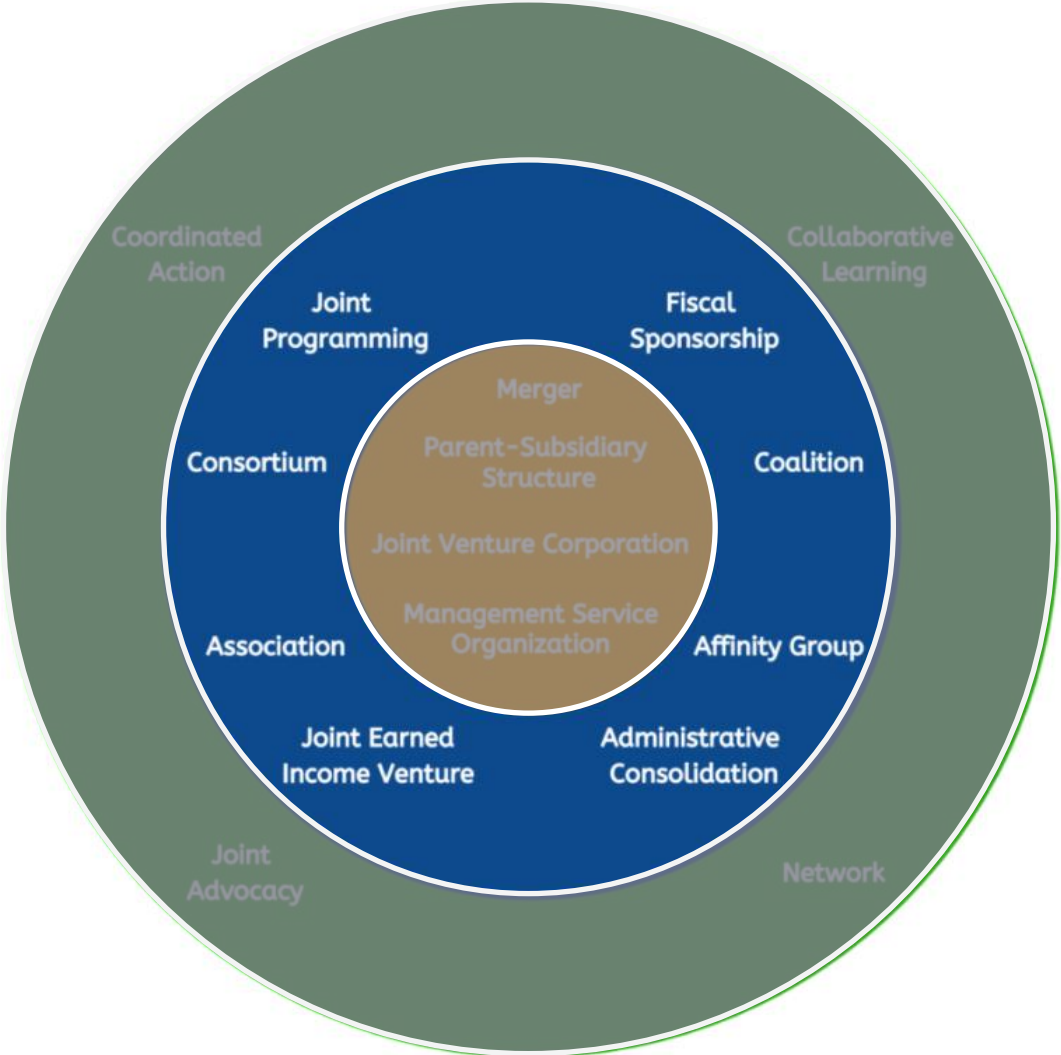 Coordinated
Action
Collaborative
Learning
Joint
Programming
Fiscal
Sponsorship
Merger
Parent-Subsidiary
Structure
Consortium
Coalition
Joint Venture Corporation
Management Service
Organization
Association
Affinity Group
Joint Earned
Income Venture
Administrative
Consolidation
Joint
Advocacy
Network